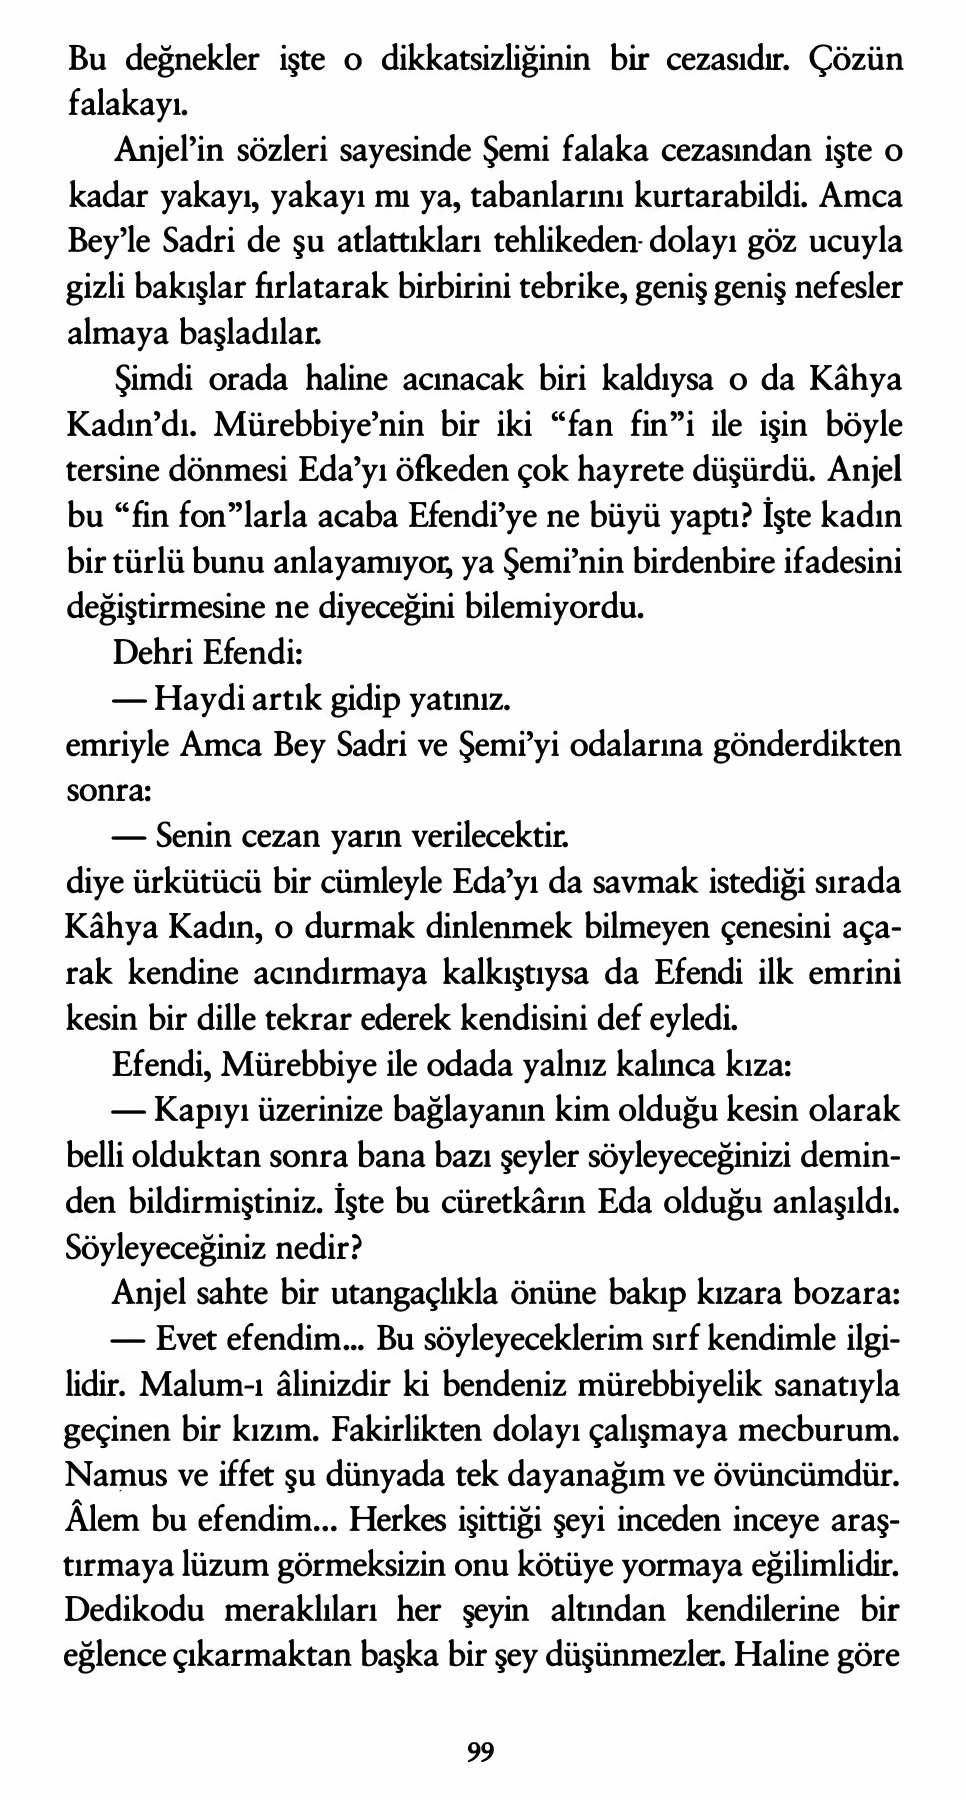 Bu değnekler işte o dikkatsizliğinin bir cezasıdır. Çözün
falakayı.
Anjel’in sözleri sayesinde Şemi falaka cezasından işte o
kadar yakayı, yakayı mı ya, tabanlarını kurtarabildi. Amca
Bey’le Sadri de şu atlattıkları tehlikeden dolayı göz ucuyla
gizli bakışlar fırlatarak birbirini tebrike, geniş geniş nefesler
almaya başladılar.
Şimdi orada haline acınacak biri kaldıysa o da Kâhya
Kadın’dı. Mürebbiye’nin bir iki “fan fin”i ile işin böyle
tersine dönmesi Eda’yı öfkeden çok hayrete düşürdü. Anjel
bu “fin fon”larla acaba Efendi’ye ne büyü yaptı? İşte kadın
bir türlü bunu anlayamıyor, ya Şemi’nin birdenbire ifadesini
değiştirmesine ne diyeceğini bilemiyordu.
Dehri Efendi:
— Haydi artık gidip yatınız.
emriyle Amca Bey Sadri ve Şemi’yi odalarına gönderdikten
sonra:
— Senin cezan yarın verilecektir.
diye ürkütücü bir cümleyle Eda’yı da savmak istediği sırada
Kâhya Kadın, o durmak dinlenmek bilmeyen çenesini aça-
rak kendine acındırmaya kalkıştıysa da Efendi ilk emrini
kesin bir dille tekrar ederek kendisini def eyledi.
Efendi, Mürebbiye ile odada yalnız kalınca kıza:
— Kapıyı üzerinize bağlayanın kim olduğu kesin olarak
belli olduktan sonra bana bazı şeyler söyleyeceğinizi demin-
den bildirmiştiniz. İşte bu cüretkârın Eda olduğu anlaşıldı.
Söyleyeceğiniz nedir?
Anjel sahte bir utangaçlıkla önüne bakıp kızara bozara:
— Evet efendim... Bu söyleyeceklerim sırf kendimle ilgi-
lidir. Malum-ı âlinizdir ki bendeniz mürebbiyelik sanatıyla
geçinen bir kızım. Fakirlikten dolayı çalışmaya mecburum.
Namus ve iffet şu dünyada tek dayanağım ve övüncümdür.
Âlem bu efendim... Herkes işittiği şeyi inceden inceye araş-
tırmaya lüzum görmeksizin onu kötüye yormaya eğilimlidir.
Dedikodu meraklıları her şeyin altından kendilerine bir
eğlence çıkarmaktan başka bir şey düşünmezler. Haline göre
99